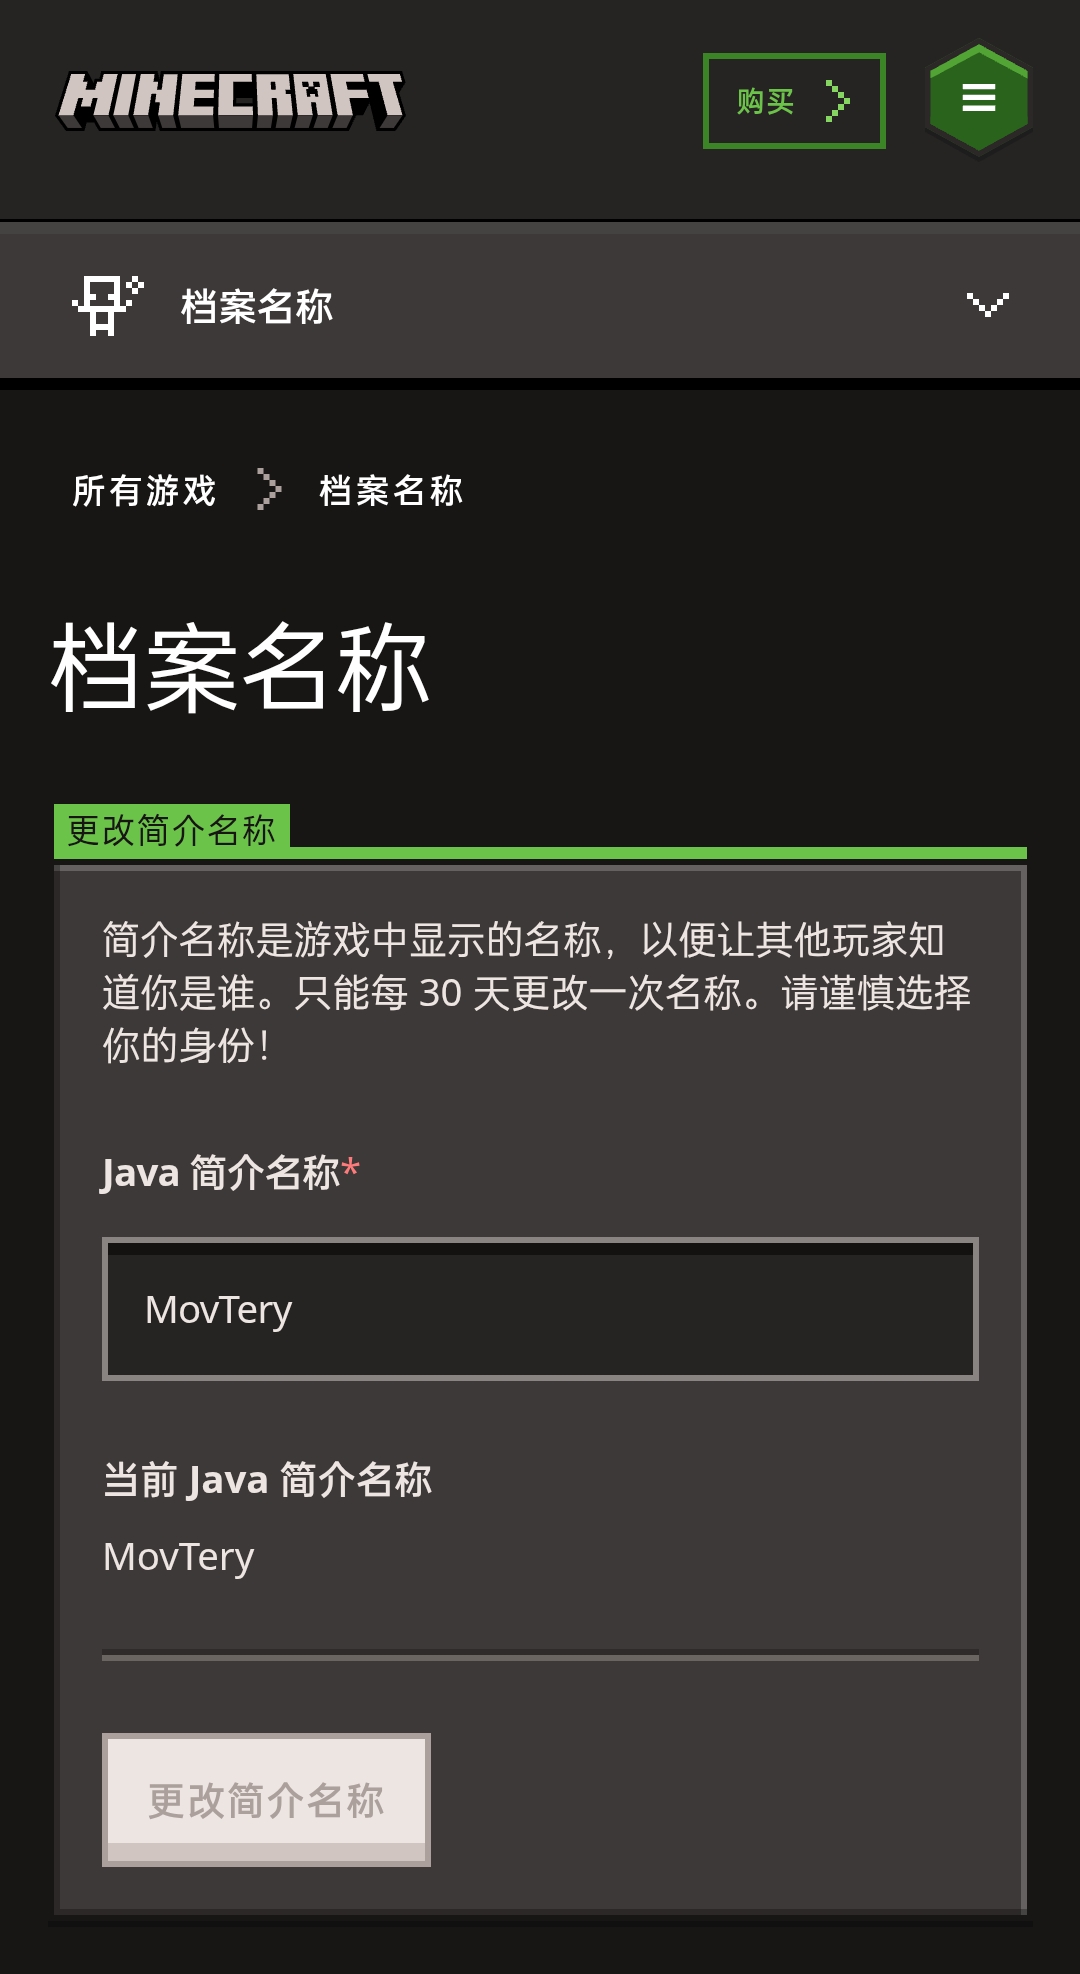 MINECRAFT
购买
档案名称
所有游戏 档案名称
档案名称
更改简介名称
简介名称是游戏中显示的名称，以便让其他玩家知
道你是谁。只能每 30 天更改一次名称。请谨慎选择
你的身份！
Java 简介名称*
MovTery
当前 Java 简介名称
MovTery
更改简介名称